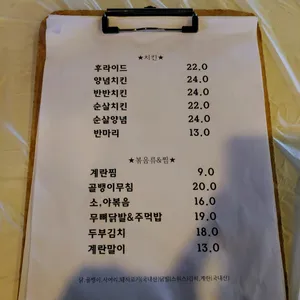 ★치킨★
후라이드 22.0
양념치킨 24.0
반반치킨 24.0
순살치킨 22.0
순살양념 24.0
반마리 13.0
★볶음류&찜★
계란찜 9.0
골뱅이무침 20.0
소,야볶음 16.0
무뼈닭발&주먹밥 19.0
두부김치 18.0
계란말이 13.0